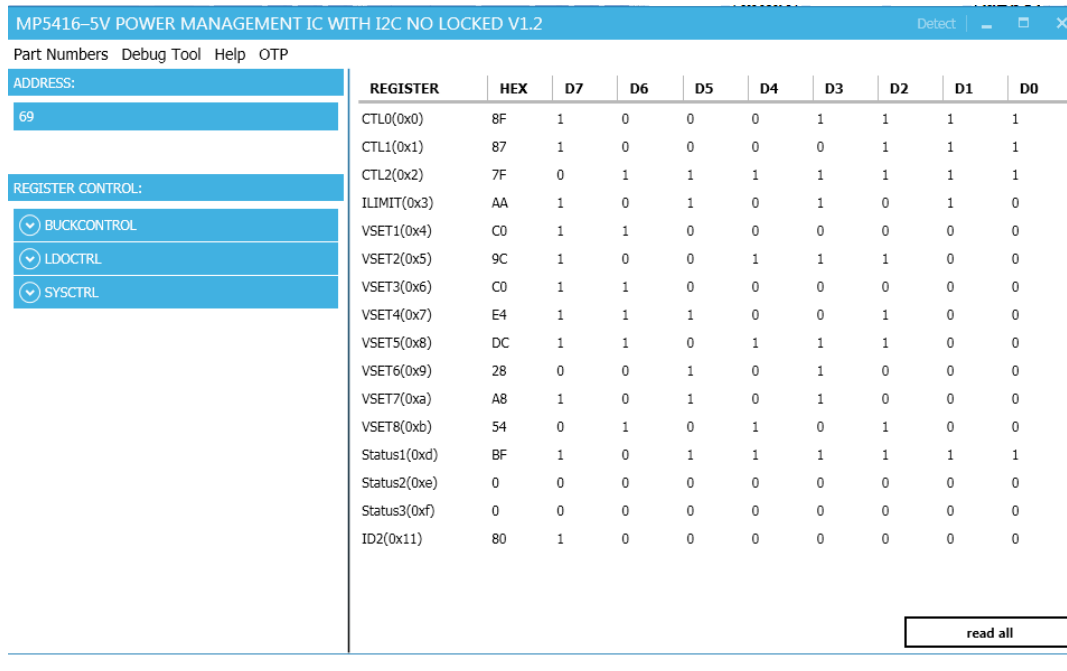 MP5416–5V POWER MANAGEMENT IC WITH I2C NO LOCKED V1.2 Detect
Part Numbers Debug Tool Help OTP
ADDRESS:
69
REGISTER CONTROL:
BUCKCONTROL
LDOCTRL
SYSCTRL
REGISTER HEX D7 D6 D5 D4 D3 D2 D1 D0
CTL0(0x0) 8F 1 0 0 0 1 1 1 1
CTL1(0x1) 87 1 0 0 0 0 1 1 1
CTL2(0x2) 7F 0 1 1 1 1 1 1 1
ILIMIT(0x3) AA 1 0 1 0 1 0 1 0
VSET1(0x4) C0 1 1 0 0 0 0 0 0
VSET2(0x5) 9C 1 0 0 1 1 1 0 0
VSET3(0x6) C0 1 1 0 0 0 0 0 0
VSET4(0x7) E4 1 1 1 0 0 1 0 0
VSET5(0x8) DC 1 1 0 1 1 1 0 0
VSET6(0x9) 28 0 0 1 0 1 0 0 0
VSET7(0xa) A8 1 0 1 0 1 0 0 0
VSET8(0xb) 54 0 1 0 1 0 1 0 0
Status1(0xd) BF 1 0 1 1 1 1 1 1
Status2(0xe) 0 0 0 0 0 0 0 0 0
Status3(0xf) 0 0 0 0 0 0 0 0 0
ID2(0x11) 80 1 0 0 0 0 0 0 0
read all